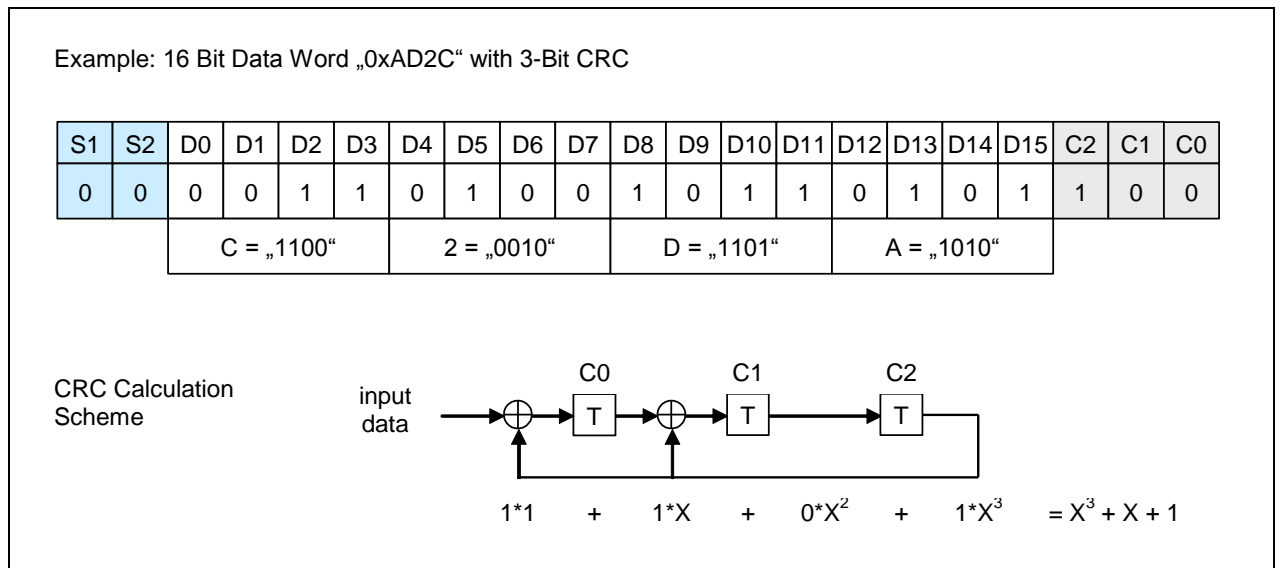 Example: 16 Bit Data Word „0xAD2C“ with 3-Bit CRC
S1 S2 D0 D1 D2 D3 D4 D5 D6 D7 D8 D9 D10 D11 D12 D13 D14 D15 C2 C1 C0
0 0 0 0 1 1 0 1 0 0 1 0 1 1 0 1 0 1 1 0 0
C = „1100“ 2 = „0010“ D = „1101“ A = „1010“
CRC Calculation
Scheme
input
data
C0 C1 C2
T T T
1*1 + 1*X + 0*X² + 1*X³ = X³ + X + 1